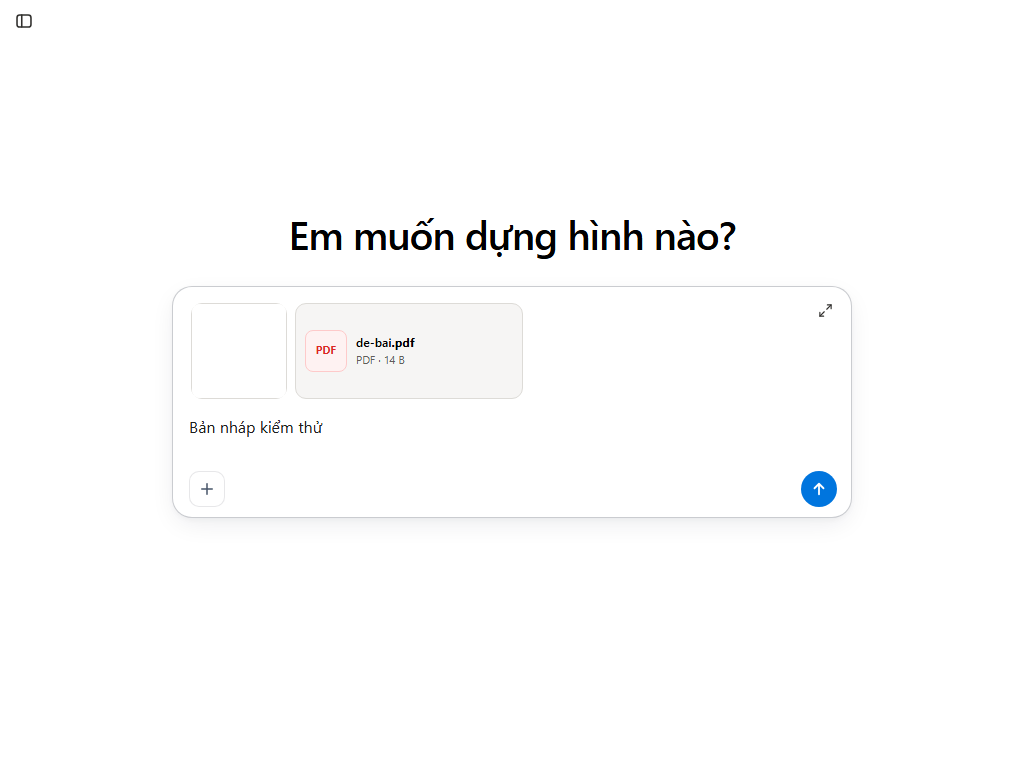 Em muốn dựng hình nào?
PDF
de-bai.pdf
PDF · 14 B
Bản nháp kiểm thử